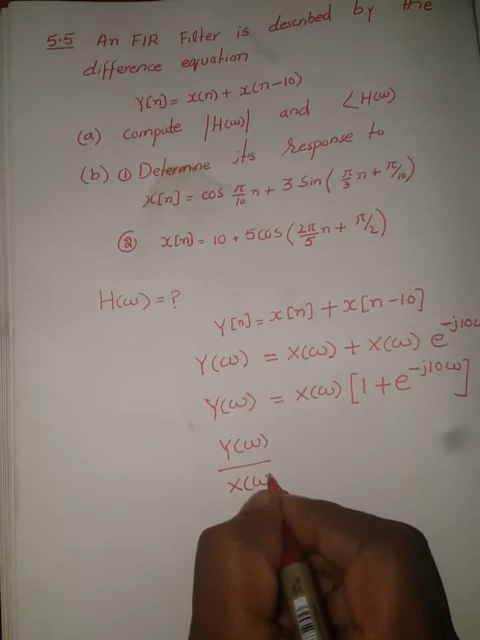 5.5 An FIR Filter is described by the
difference equation
Y[n] = x(n) + x(n-10)
(a) compute |H(ω)| and ∠H(ω)
(b) ① Determine its response to
x[n] = cos π/10 n + 3 sin(π/3 n + π/10)
② x[n] = 10 + 5 cos(2π/5 n + π/2)
H(ω) = ?
Y[n] = x[n] + x[n-10]
Y(ω) = X(ω) + X(ω) e^-j10ω
Y(ω) = X(ω) [1 + e^-j10ω]
Y(ω)
X(ω